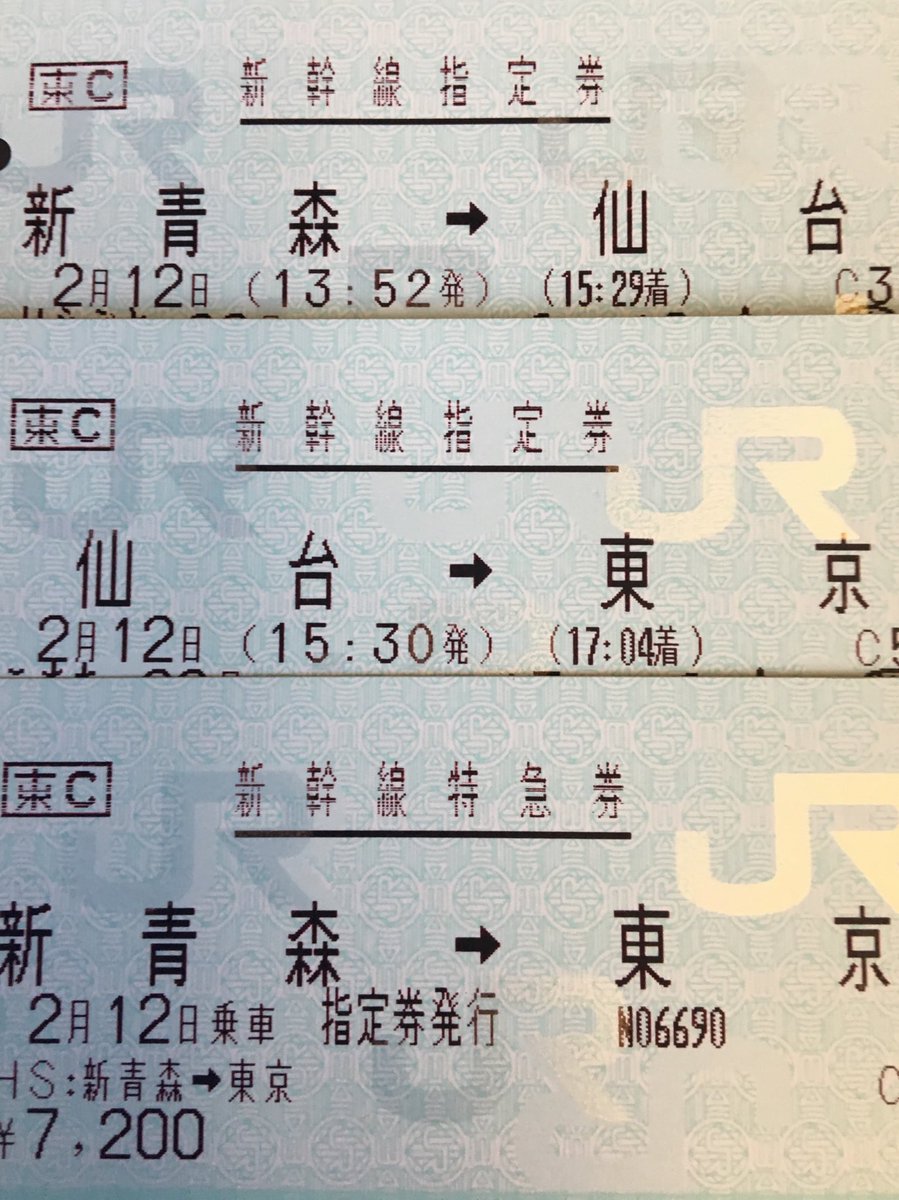 東C 新幹線指定券
新青森➡仙台
2月12日 (13:52発) (15:29着) C3
東C 新幹線指定券
仙台➡東京
2月12日 (15:30発) (17:04着) C5
東C 新幹線特急券
新青森➡東京
2月12日乗車 指定券発行 N06690
HS:新青森➡東京 C
¥7,200